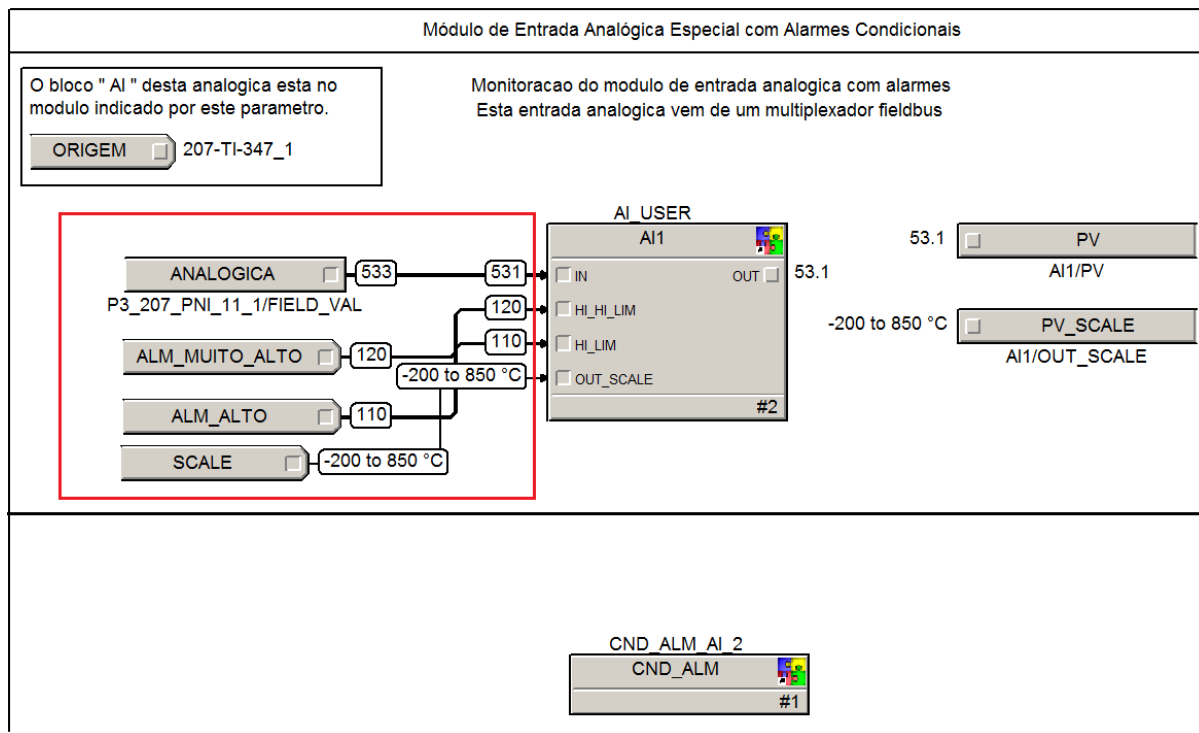 Módulo de Entrada Analógica Especial com Alarmes Condicionais
O bloco " AI " desta analogica esta no
modulo indicado por este parametro.
ORIGEM 207-TI-347_1
Monitoracao do modulo de entrada analogica com alarmes
Esta entrada analogica vem de um multiplexador fieldbus
AI_USER
AI1
ANALOGICA 533 531 IN OUT 53.1
P3_207_PNI_11_1/FIELD_VAL
120 HI_HI_LIM
ALM_MUITO_ALTO 120
110 HI_LIM
-200 to 850 °C OUT_SCALE
ALM_ALTO 110
#2
SCALE -200 to 850 °C
53.1 PV
AI1/PV
-200 to 850 °C PV_SCALE
AI1/OUT_SCALE
CND_ALM_AI_2
CND_ALM
#1